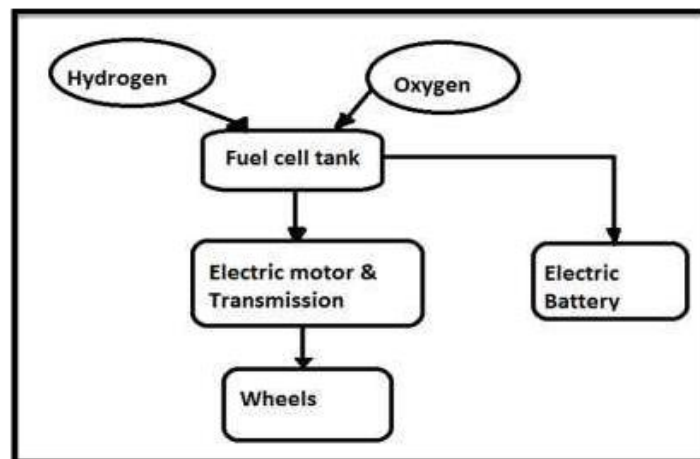 Hydrogen
Oxygen
Fuel cell tank
Electric motor &
Transmission
Electric
Battery
Wheels